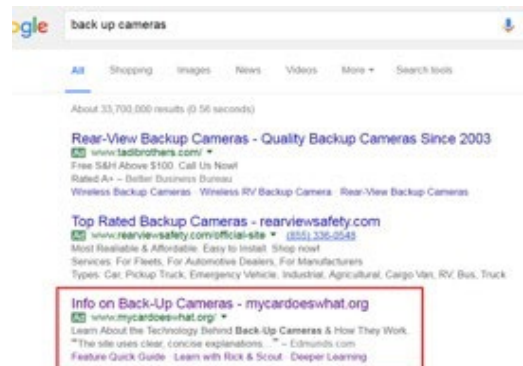 ogle back up cameras
All Shopping Images News Videos More Search tools
About 33,700,000 results (0.56 seconds)
Rear-View Backup Cameras - Quality Backup Cameras Since 2003
Ad www.tadibrothers.com/
Free S&H Above $100. Call Us Now!
Rated A+ – Better Business Bureau
Wireless Backup Cameras · Wireless RV Backup Camera · Rear-View Backup Cameras
Top Rated Backup Cameras - rearviewsafety.com
Ad www.rearviewsafety.com/official-site (855) 336-0548
Most Realiable & Affordable. Easy to Install. Shop now!
Services: For Fleets, For Automotive Dealers, For Manufacturers
Types: Car, Pickup Truck, Emergency Vehicle, Industrial, Agricultural, Cargo Van, RV, Bus, Truck
Info on Back-Up Cameras - mycardoeswhat.org
Ad www.mycardoeswhat.org/
Learn About the Technology Behind Back-Up Cameras & How They Work.
"The site uses clear, concise explanations..." – Edmunds.com
Feature Quick Guide · Learn with Rick & Scout · Deeper Learning